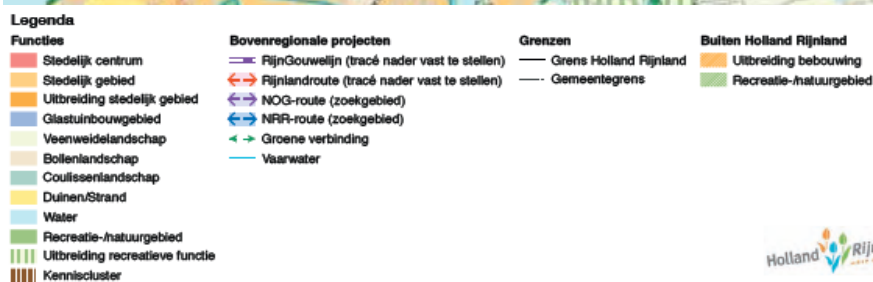 Legenda
Functies
Stedelijk centrum
Stedelijk gebied
Uitbreiding stedelijk gebied
Glastuinbouwgebied
Veenweidelandschap
Bollenlandschap
Coulissenlandschap
Duinen/Strand
Water
Recreatie-/natuurgebied
Uitbreiding recreatieve functie
Kenniscluster
Bovenregionale projecten
RijnGouwelijn (tracé nader vast te stellen)
Rijnlandroute (tracé nader vast te stellen)
NOG-route (zoekgebied)
NRR-route (zoekgebied)
Groene verbinding
Vaarwater
Grenzen
Grens Holland Rijnland
Gemeentegrens
Buiten Holland Rijnland
Uitbreiding bebouwing
Recreatie-/natuurgebied
Holland